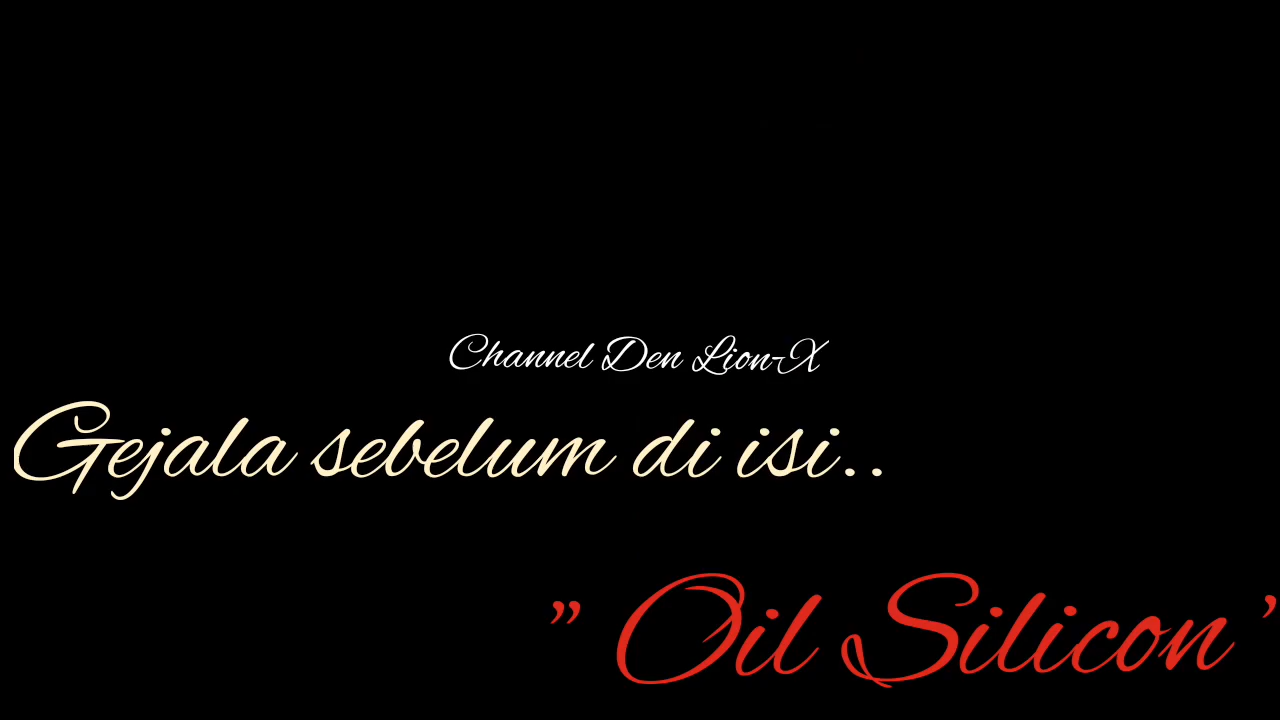 Channel Den Lion-X
Gejala sebelum di isi..
" Oil Silicon '